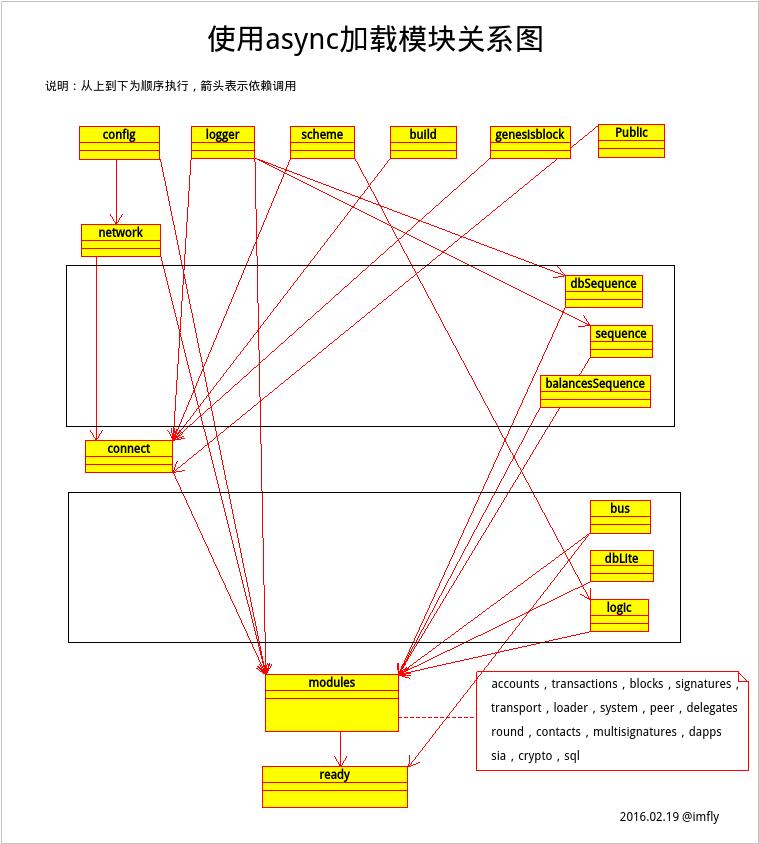 使用async加载模块关系图
说明：从上到下为顺序执行，箭头表示依赖调用
config
logger
scheme
build
genesisblock
Public
network
dbSequence
sequence
balancesSequence
connect
bus
dbLite
logic
modules
accounts，transactions，blocks，signatures，
transport，loader，system，peer，delegates
round，contacts，multisignatures，dapps
sia，crypto，sql
ready
2016.02.19 @imfly